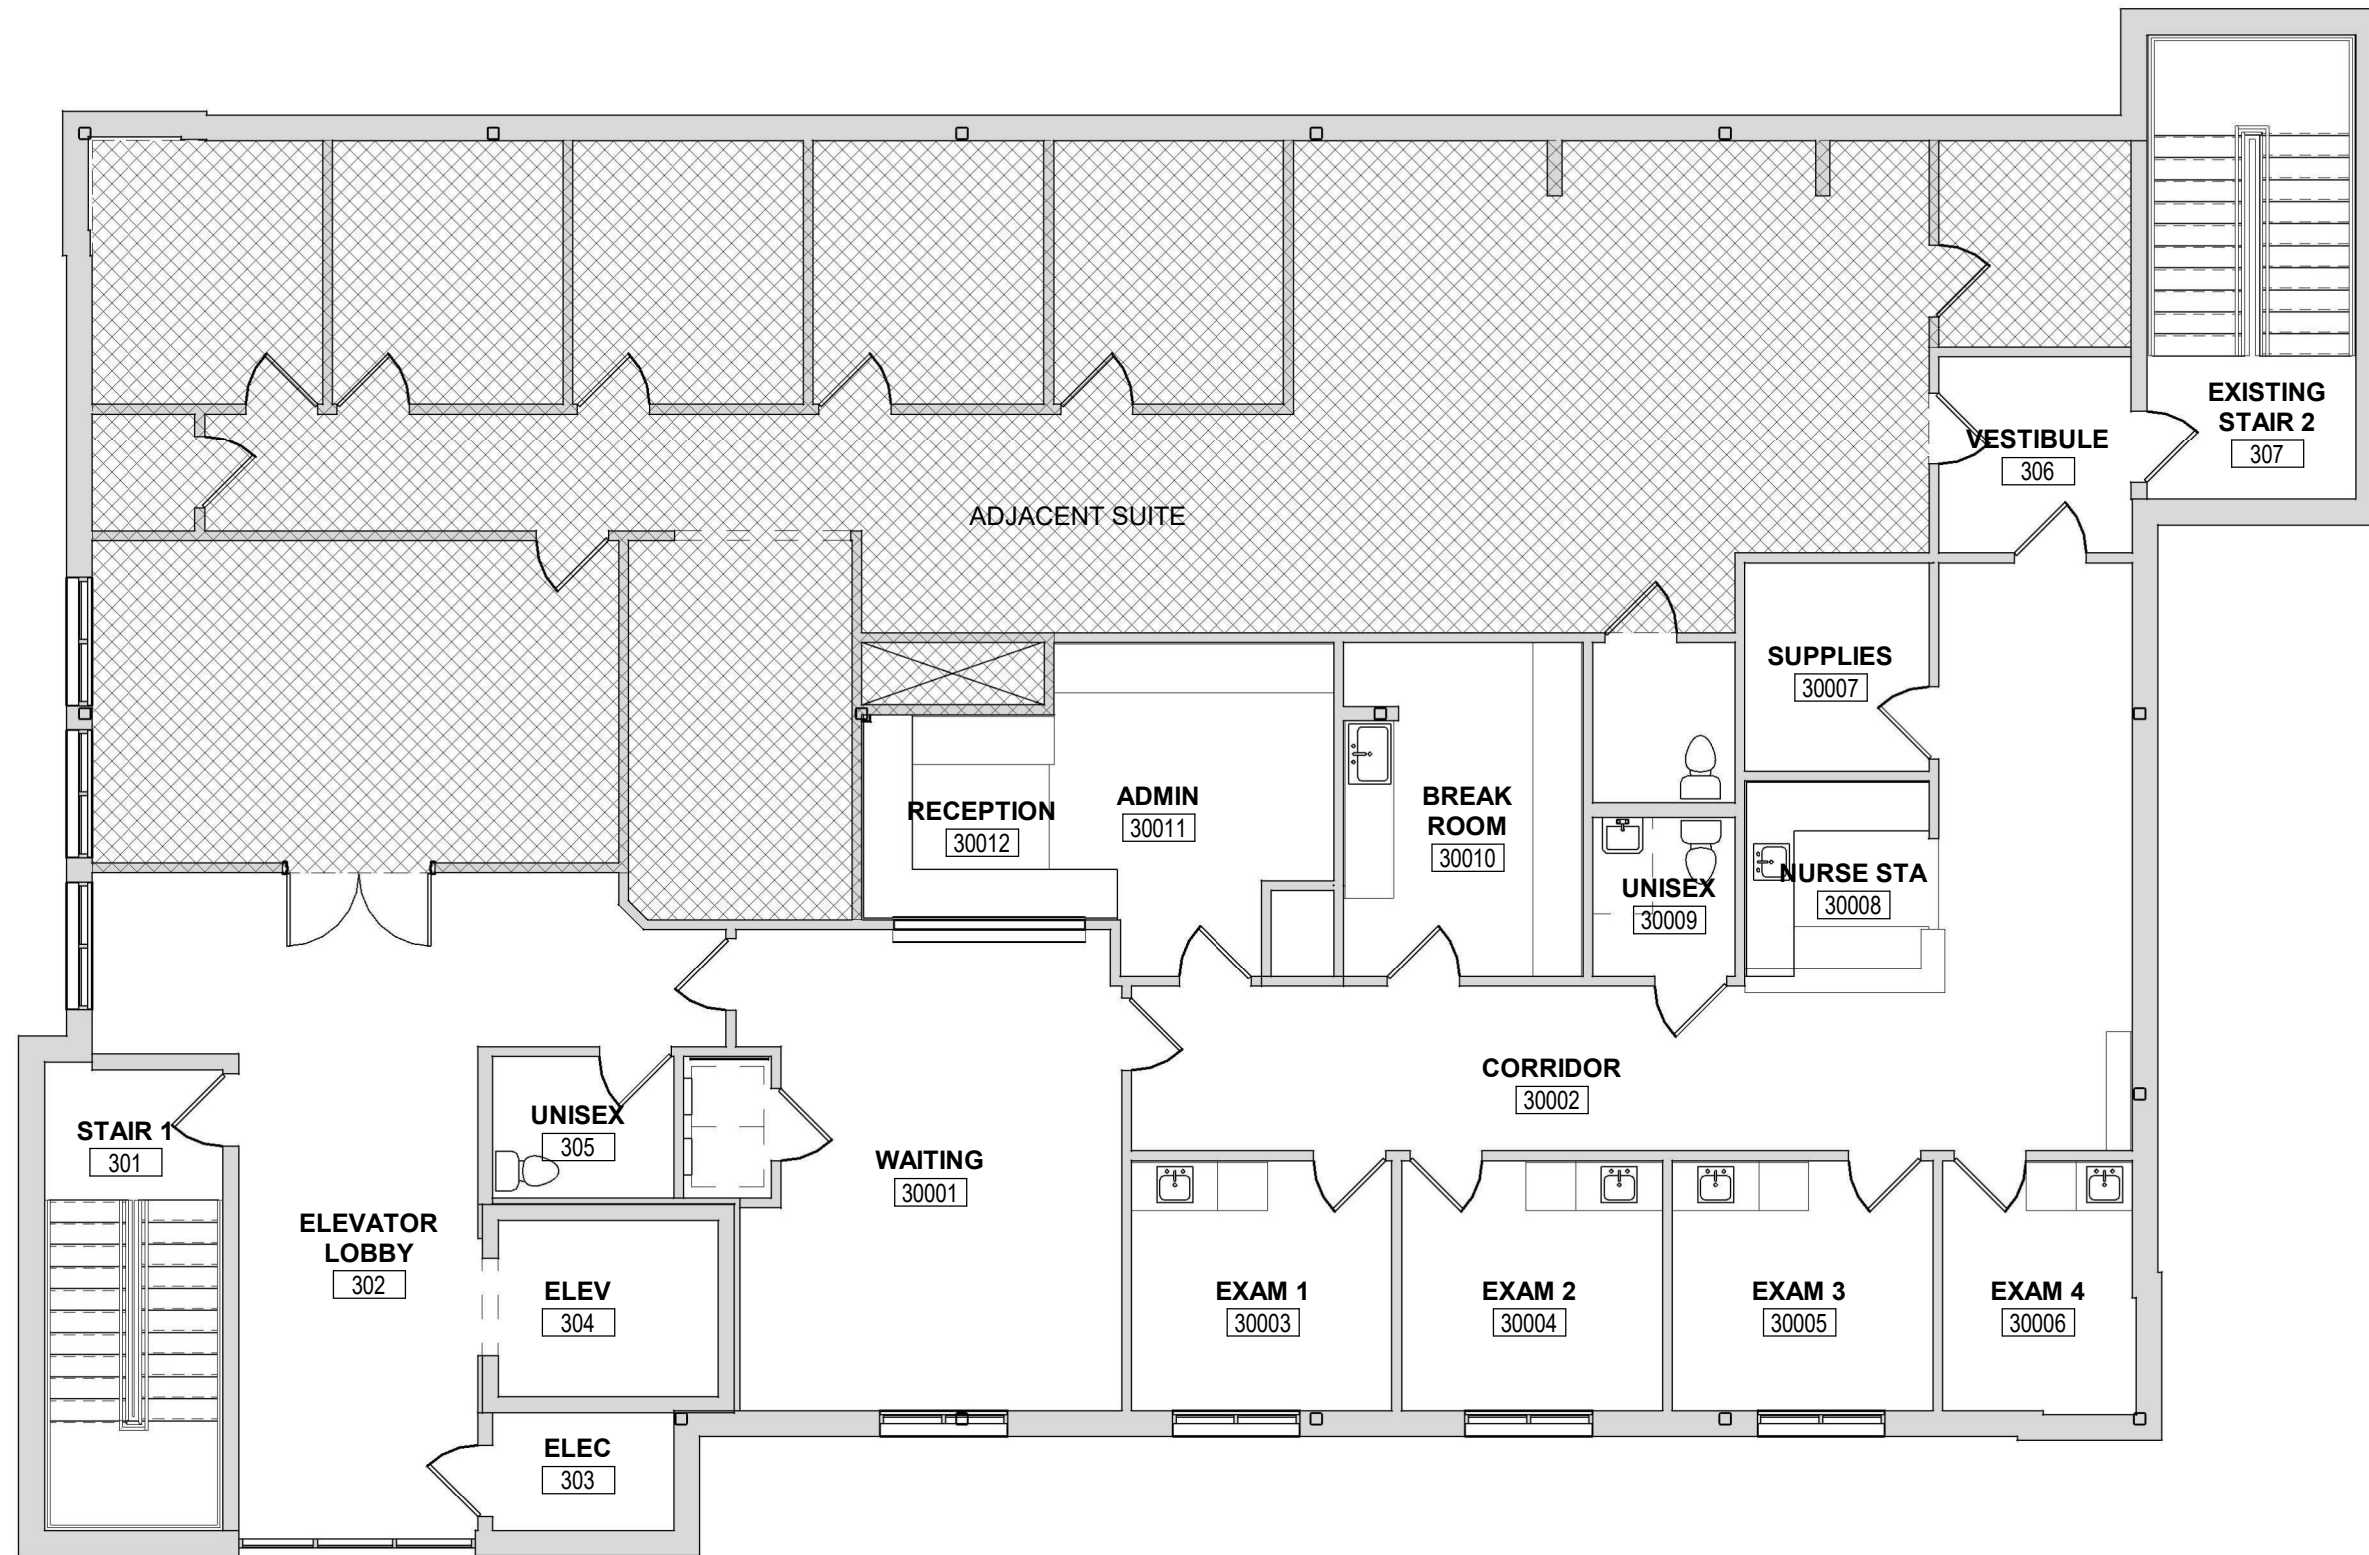 EXISTING
STAIR 2
307
VESTIBULE
306
ADJACENT SUITE
SUPPLIES
30007
RECEPTION
30012
ADMIN
30011
BREAK
ROOM
30010
UNISEX
30009
NURSE STA
30008
CORRIDOR
30002
STAIR 1
301
UNISEX
305
WAITING
30001
ELEVATOR
LOBBY
302
ELEV
304
EXAM 1
30003
EXAM 2
30004
EXAM 3
30005
EXAM 4
30006
ELEC
303